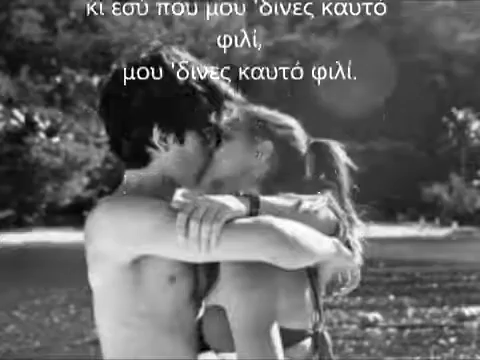 κι εσύ που μου 'δινες καυτό
φιλί,
μου 'δινες καυτό φιλί.